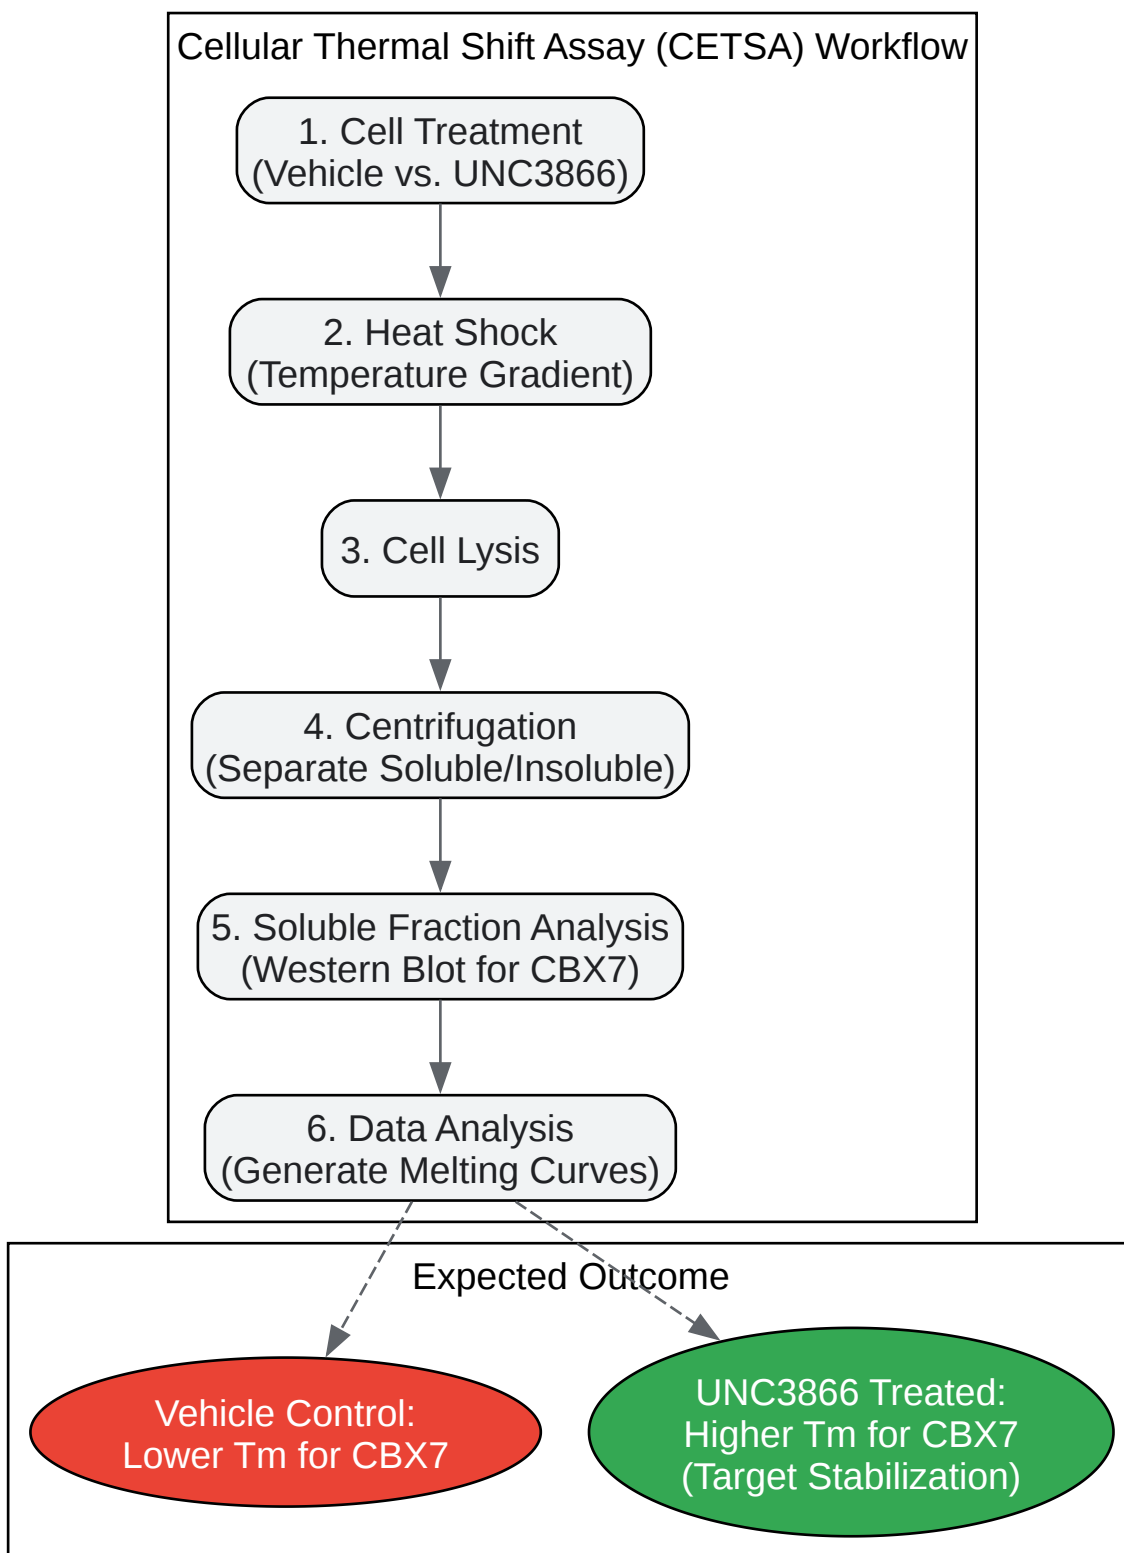 Cellular Thermal Shift Assay (CETSA) Workflow
1. Cell Treatment
(Vehicle vs. UNC3866)
2. Heat Shock
(Temperature Gradient)
3. Cell Lysis
4. Centrifugation
(Separate Soluble/Insoluble)
5. Soluble Fraction Analysis
(Western Blot for CBX7)
6. Data Analysis
(Generate Melting Curves)
Expected Outcome
Vehicle Control:
Lower Tm for CBX7
UNC3866 Treated:
Higher Tm for CBX7
(Target Stabilization)